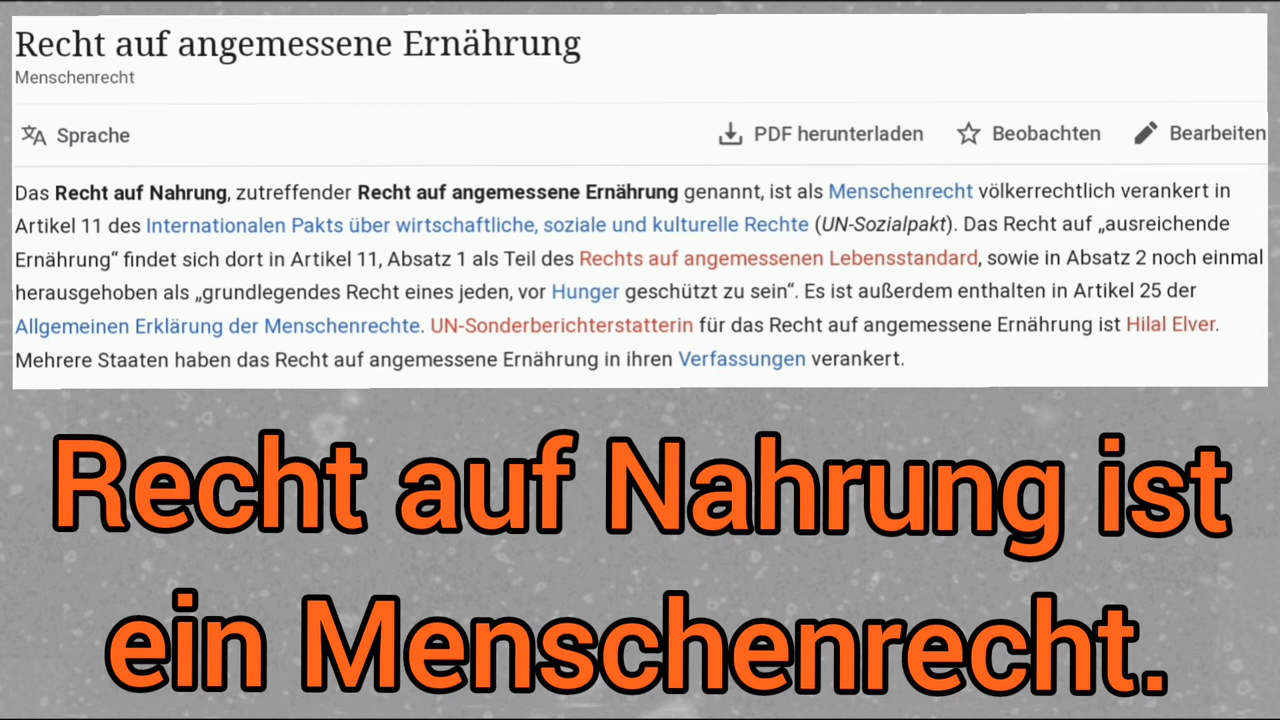 Recht auf angemessene Ernährung
Menschenrecht
Sprache PDF herunterladen Beobachten Bearbeiten
Das Recht auf Nahrung, zutreffender Recht auf angemessene Ernährung genannt, ist als Menschenrecht völkerrechtlich verankert in
Artikel 11 des Internationalen Pakts über wirtschaftliche, soziale und kulturelle Rechte (UN-Sozialpakt). Das Recht auf „ausreichende
Ernährung“ findet sich dort in Artikel 11, Absatz 1 als Teil des Rechts auf angemessenen Lebensstandard, sowie in Absatz 2 noch einmal
herausgehoben als „grundlegendes Recht eines jeden, vor Hunger geschützt zu sein“. Es ist außerdem enthalten in Artikel 25 der
Allgemeinen Erklärung der Menschenrechte. UN-Sonderberichterstatterin für das Recht auf angemessene Ernährung ist Hilal Elver.
Mehrere Staaten haben das Recht auf angemessene Ernährung in ihren Verfassungen verankert.
Recht auf Nahrung ist
ein Menschenrecht.